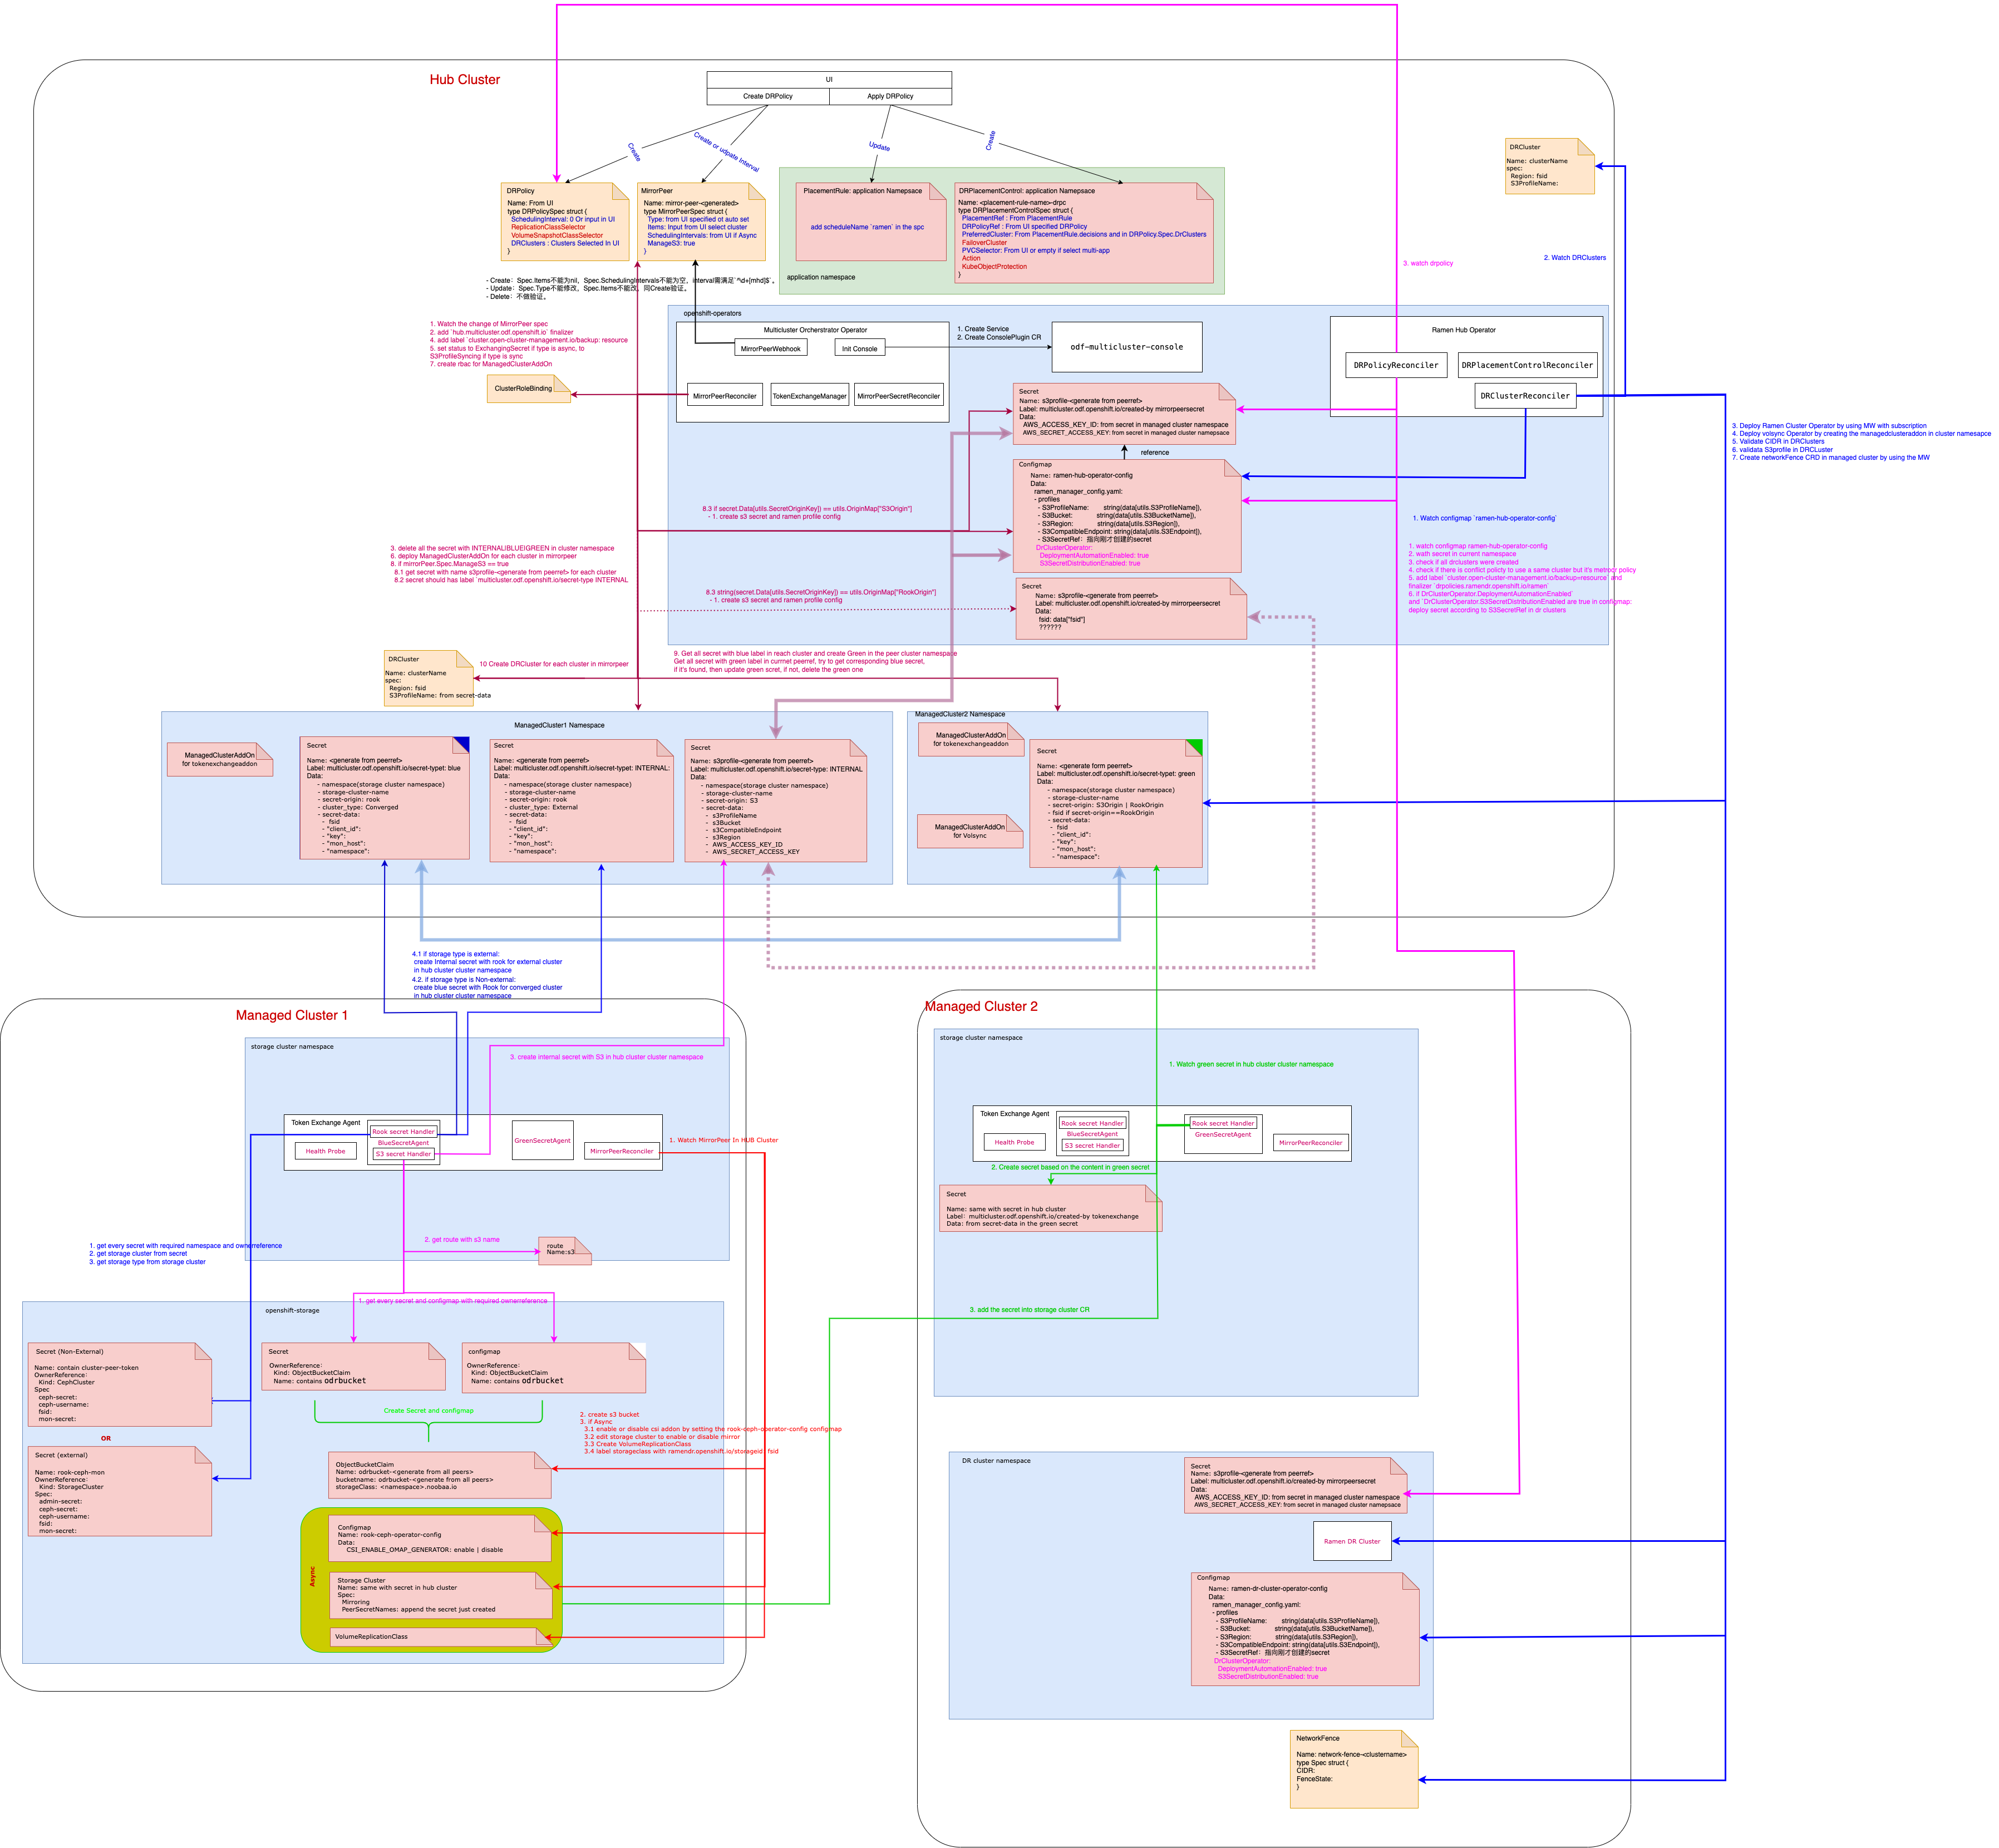 Hub Cluster
UI
Create DRPolicy
Apply DRPolicy
Create
Create or udpate Interval
Update
Create
DRPolicy
Name: From UI
type DRPolicySpec struct {
SchedulingInterval: 0 Or input in UI
ReplicationClassSelector
VolumeSnapshotClassSelector
DRClusters : Clusters Selected In UI
}
MirrorPeer
Name: mirror-peer-<generated>
type MirrorPeerSpec struct {
Type: from UI specified ot auto set
Items: Input from UI select cluster
SchedulingIntervals: from UI if Async
ManageS3: true
}
PlacementRule: application Namepsace
add scheduleName `ramen` in the spc
DRPlacementControl: application Namepsace
Name: <placement-rule-name>-drpc
type DRPlacementControlSpec struct {
PlacementRef : From PlacementRule
DRPolicyRef : From UI specified DRPolicy
PreferredCluster: From PlacementRule.decisions and in DRPolicy.Spec.DrClusters
FailoverCluster
PVCSelector: From UI or empty if select multi-app
Action
KubeObjectProtection
}
application namespace
DRCluster
Name: clusterName
spec:
Region: fsid
S3ProfileName:
3. watch drpolicy
2. Watch DRClusters
- Create：Spec.Items不能为nil，Spec.SchedulingIntervals不能为空，interval需满足`^\d+[mhd]$`。
- Update：Spec.Type不能修改，Spec.Items不能改，同Create验证。
- Delete：不做验证。
1. Watch the change of MirrorPeer spec
2. add `hub.multicluster.odf.openshift.io` finalizer
4. add label `cluster.open-cluster-management.io/backup: resource
5. set status to ExchangingSecret if type is async, to
S3ProfileSyncing if type is sync
7. create rbac for ManagedClusterAddOn
ClusterRoleBinding
openshift-operators
Multicluster Orcherstrator Operator
MirrorPeerWebhook
Init Console
MirrorPeerReconciler
TokenExchangeManager
MirrorPeerSecretReconciler
1. Create Service
2. Create ConsolePlugin CR
odf-multicluster-console
Ramen Hub Operator
DRPolicyReconciler
DRPlacementControlReconciler
DRClusterReconciler
Secret
Name: s3profile-<generate from peerref>
Label: multicluster.odf.openshift.io/created-by mirrorpeersecret
Data:
AWS_ACCESS_KEY_ID: from secret in managed cluster namespace
AWS_SECRET_ACCESS_KEY: from secret in managed cluster namepsace
reference
Configmap
Name: ramen-hub-operator-config
Data:
ramen_manager_config.yaml:
- profiles
- S3ProfileName: string(data[utils.S3ProfileName]),
- S3Bucket: string(data[utils.S3BucketName]),
- S3Region: string(data[utils.S3Region]),
- S3CompatibleEndpoint: string(data[utils.S3Endpoint]),
- S3SecretRef：指向刚才创建的secret
DrClusterOperator:
DeploymentAutomationEnabled: true
S3SecretDistributionEnabled: true
3. Deploy Ramen Cluster Operator by using MW with subscription
4. Deploy volsync Operator by creating the managedclusteraddon in cluster namesapce
5. Validate CIDR in DRClusters
6. validata S3profile in DRCLuster
7. Create networkFence CRD in managed cluster by using the MW
8.3 if secret.Data[utils.SecretOriginKey]) == utils.OriginMap["S3Origin"]
- 1. create s3 secret and ramen profile config
1. Watch configmap `ramen-hub-operator-config`
1. watch configmap ramen-hub-operator-config
2. wath secret in current namespace
3. check if all drclusters were created
4. check if there is conflict policty to use a same cluster but it's metrodr policy
5. add label `cluster.open-cluster-management.io/backup=resource` and
finalizer `drpolicies.ramendr.openshift.io/ramen`
6. if DrClusterOperator.DeploymentAutomationEnabled`
and `DrClusterOperator.S3SecretDistributionEnabled are true in configmap:
deploy secret according to S3SecretRef in dr clusters
3. delete all the secret with INTERNAL|BLUE|GREEN in cluster namespace
6. deploy ManagedClusterAddOn for each cluster in mirrorpeer
8. if mirrorPeer.Spec.ManageS3 == true
8.1 get secret with name s3profile-<generate from peerref> for each cluster
8.2 secret should has label `multicluster.odf.openshift.io/secret-type INTERNAL
8.3 string(secret.Data[utils.SecretOriginKey]) == utils.OriginMap["RookOrigin"]
- 1. create s3 secret and ramen profile config
Secret
Name: s3profile-<generate from peerref>
Label: multicluster.odf.openshift.io/created-by mirrorpeersecret
Data:
fsid: data["fsid"]
??????
DRCluster
Name: clusterName
spec:
Region: fsid
S3ProfileName: from secret-data
10 Create DRCluster for each cluster in mirrorpeer
9. Get all secret with blue label in reach cluster and create Green in the peer cluster namespace
Get all secret with green label in currnet peerref, try to get corresponding blue secret,
if it's found, then update green scret, if not, delete the green one
ManagedCluster1 Namespace
ManagedClusterAddOn
for tokenexchangeaddon
Secret
Name: <generate from peerref>
Label: multicluster.odf.openshift.io/secret-typet: blue
Data:
- namespace(storage cluster namespace)
- storage-cluster-name
- secret-origin: rook
- cluster_type: Converged
- secret-data:
- fsid
- "client_id":
- "key":
- "mon_host":
- "namespace":
Secret
Name: <generate from peerref>
Label: multicluster.odf.openshift.io/secret-typet: INTERNAL:
Data:
- namespace(storage cluster namespace)
- storage-cluster-name
- secret-origin: rook
- cluster_type: External
- secret-data:
- fsid
- "client_id":
- "key":
- "mon_host":
- "namespace":
Secret
Name: s3profile-<generate from peerref>
Label: multicluster.odf.openshift.io/secret-type: INTERNAL
Data:
- namespace(storage cluster namespace)
- storage-cluster-name
- secret-origin: S3
- secret-data:
- s3ProfileName
- s3Bucket
- s3CompatibleEndpoint
- s3Region
- AWS_ACCESS_KEY_ID
- AWS_SECRET_ACCESS_KEY
ManagedCluster2 Namespace
ManagedClusterAddOn
for tokenexchangeaddon
ManagedClusterAddOn
for Volsync
Secret
Name: <generate form peerref>
Label: multicluster.odf.openshift.io/secret-typet: green
Data:
- namespace(storage cluster namespace)
- storage-cluster-name
- secret-origin: S3Origin | RookOrigin
- fsid if secret-origin==RookOrigin
- secret-data:
- fsid
- "client_id":
- "key":
- "mon_host":
- "namespace":
4.1 if storage type is external:
create Internal secret with rook for external cluster
in hub cluster cluster namespace
4.2. if storage type is Non-external:
create blue secret with Rook for converged cluster
in hub cluster cluster namespace
Managed Cluster 1
storage cluster namespace
3. create internal secret with S3 in hub cluster cluster namespace
Token Exchange Agent
Health Probe
Rook secret Handler
BlueSecretAgent
S3 secret Handler
GreenSecretAgent
MirrorPeerReconciler
1. Watch MirrorPeer In HUB Cluster
2. get route with s3 name
route
Name:s3
1. get every secret with required namespace and ownerreference
2. get storage cluster from secret
3. get storage type from storage cluster
openshift-storage
1. get every secret and configmap with required ownerreference
Secret (Non-External)
Name: contain cluster-peer-token
OwnerReference:
Kind: CephCluster
Spec
ceph-secret:
ceph-username:
fsid:
mon-secret:
OR
Secret (external)
Name: rook-ceph-mon
OwnerReference:
Kind: StorageCluster
Spec:
admin-secret:
ceph-secret:
ceph-username:
fsid:
mon-secret:
Secret
OwnerReference:
Kind: ObjectBucketClaim
Name: contains odrbucket
configmap
OwnerReference:
Kind: ObjectBucketClaim
Name: contains odrbucket
Create Secret and configmap
2. create s3 bucket
3. if Async
3.1 enable or disable csi addon by setting the rook-ceph-operator-config configmap
3.2 edit storage cluster to enable or disable mirror
3.3 Create VolumeReplicationClass
3.4 label storageclass with ramendr.openshift.io/storageid: fsid
ObjectBucketClaim
Name: odrbucket-<generate from all peers>
bucketname: odrbucket-<generate from all peers>
storageClass: <namespace>.noobaa.io
Async
Configmap
Name: rook-ceph-operator-config
Data:
CSI_ENABLE_OMAP_GENERATOR: enable | disable
Storage Cluster
Name: same with secret in hub cluster
Spec:
Mirroring
PeerSecretNames: append the secret just created
VolumeReplicationClass
Managed Cluster 2
storage cluster namespace
1. Watch green secret in hub cluster cluster namespace
Token Exchange Agent
Health Probe
Rook secret Handler
BlueSecretAgent
S3 secret Handler
Rook secret Handler
GreenSecretAgent
MirrorPeerReconciler
2. Create secret based on the content in green secret
Secret
Name: same with secret in hub cluster
Label: multicluster.odf.openshift.io/created-by tokenexchange
Data: from secret-data in the green secret
3. add the secret into storage cluster CR
DR cluster namespace
Secret
Name: s3profile-<generate from peerref>
Label: multicluster.odf.openshift.io/created-by mirrorpeersecret
Data:
AWS_ACCESS_KEY_ID: from secret in managed cluster namespace
AWS_SECRET_ACCESS_KEY: from secret in managed cluster namepsace
Ramen DR Cluster
Configmap
Name: ramen-dr-cluster-operator-config
Data:
ramen_manager_config.yaml:
- profiles
- S3ProfileName: string(data[utils.S3ProfileName]),
- S3Bucket: string(data[utils.S3BucketName]),
- S3Region: string(data[utils.S3Region]),
- S3CompatibleEndpoint: string(data[utils.S3Endpoint]),
- S3SecretRef：指向刚才创建的secret
DrClusterOperator:
DeploymentAutomationEnabled: true
S3SecretDistributionEnabled: true
NetworkFence
Name: network-fence-<clustername>
type Spec struct {
CIDR:
FenceState:
}